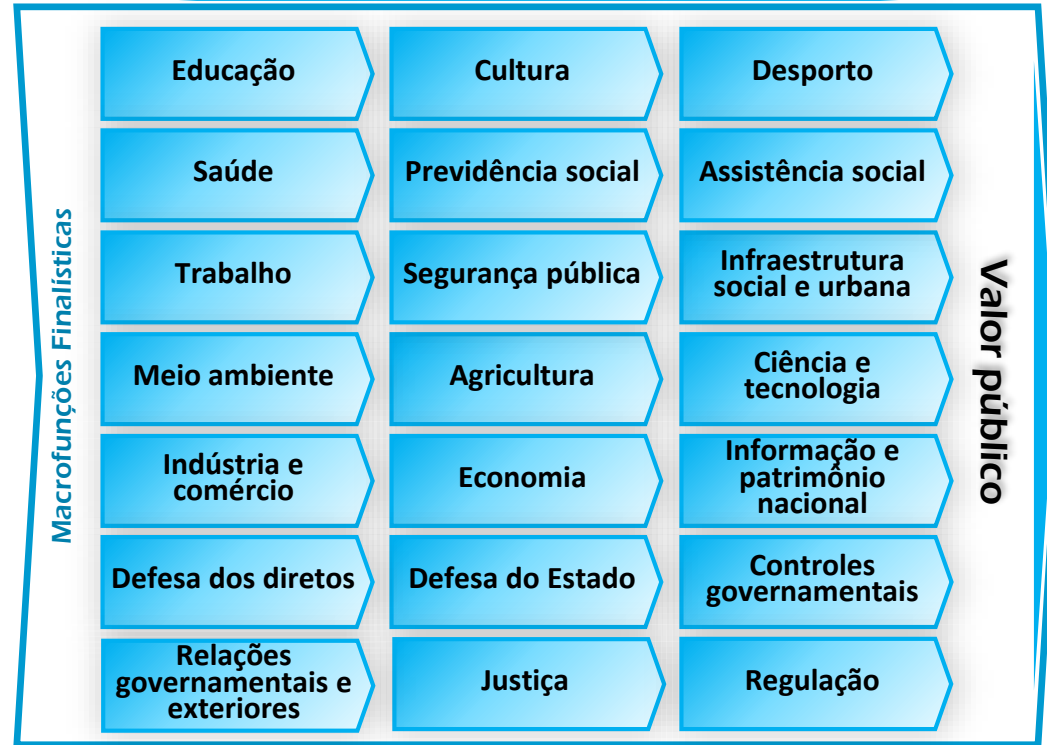 Macrofunções Finalísticas
Educação
Cultura
Desporto
Saúde
Previdência social
Assistência social
Trabalho
Segurança pública
Infraestrutura
social e urbana
Meio ambiente
Agricultura
Ciência e
tecnologia
Indústria e
comércio
Economia
Informação e
patrimônio
nacional
Defesa dos diretos
Defesa do Estado
Controles
governamentais
Relações
governamentais e
exteriores
Justiça
Regulação
Valor público